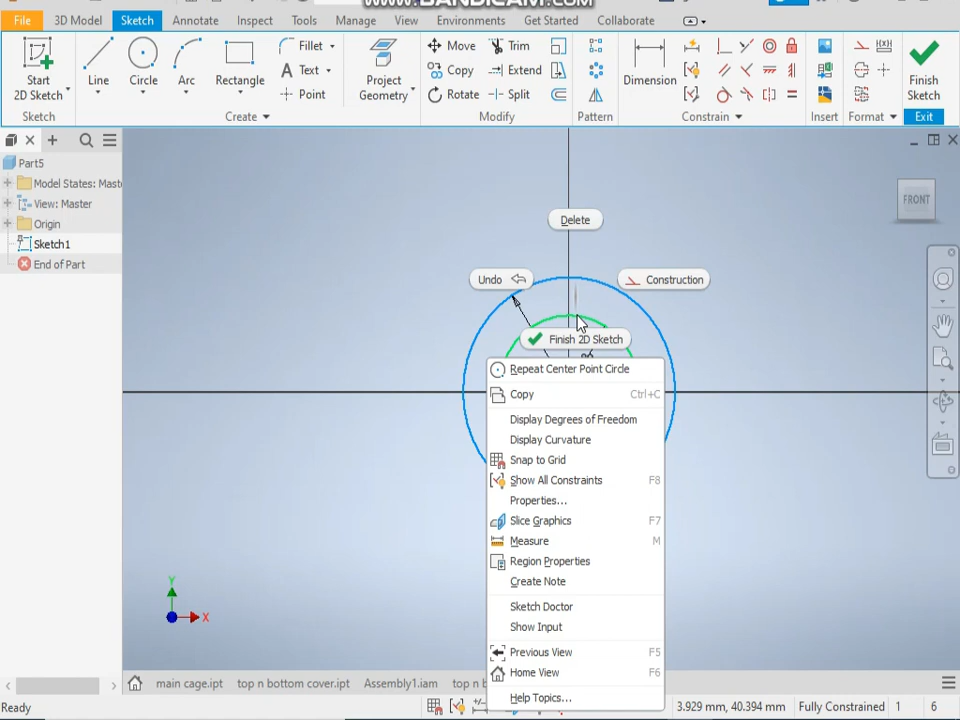 www.BANDICAM.COM
File 3D Model Sketch Annotate Inspect Tools Manage View Environments Get Started Collaborate
Start
2D Sketch
Line
Circle
Arc
Rectangle
Fillet
Text
Point
Project
Geometry
Move
Copy
Rotate
Trim
Extend
Split
Dimension
Finish
Sketch
Sketch Create Modify Pattern Constrain Insert Format Exit
Part5
Model States: Maste
View: Master
Origin
Sketch1
End of Part
FRONT
Delete
Undo
Construction
Finish 2D Sketch
Repeat Center Point Circle
Copy Ctrl+C
Display Degrees of Freedom
Display Curvature
Snap to Grid
Show All Constraints F8
Properties...
Slice Graphics F7
Measure M
Region Properties
Create Note
Sketch Doctor
Show Input
Previous View F5
Home View F6
Help Topics...
Y
X
main cage.ipt top n bottom cover.ipt Assembly1.iam top n b
Ready
3.929 mm, 40.394 mm Fully Constrained 1 6